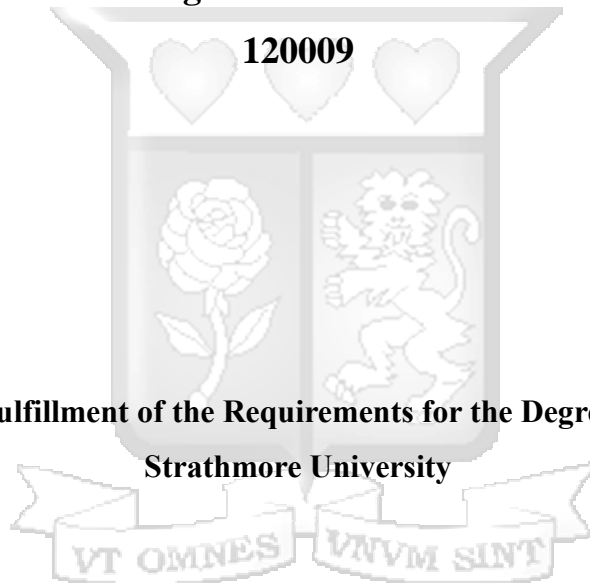 120009
ulfillment of the Requirements for the Degre
Strathmore University
VT OMNES VNVM SINT